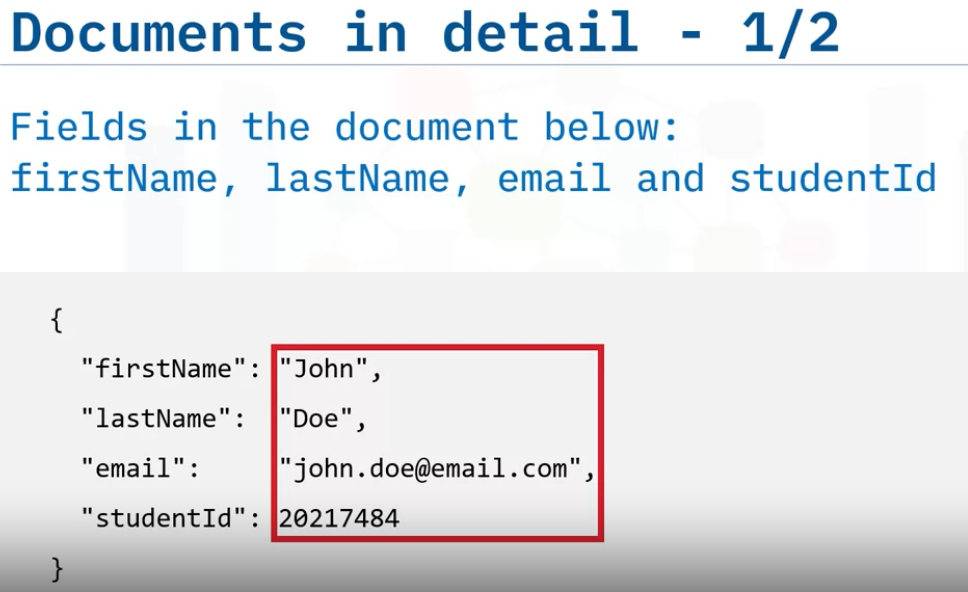 Documents in detail - 1/2
Fields in the document below:
firstName, lastName, email and studentId
{
"firstName": "John",
"lastName": "Doe",
"email": "john.doe@email.com",
"studentId": 20217484
}